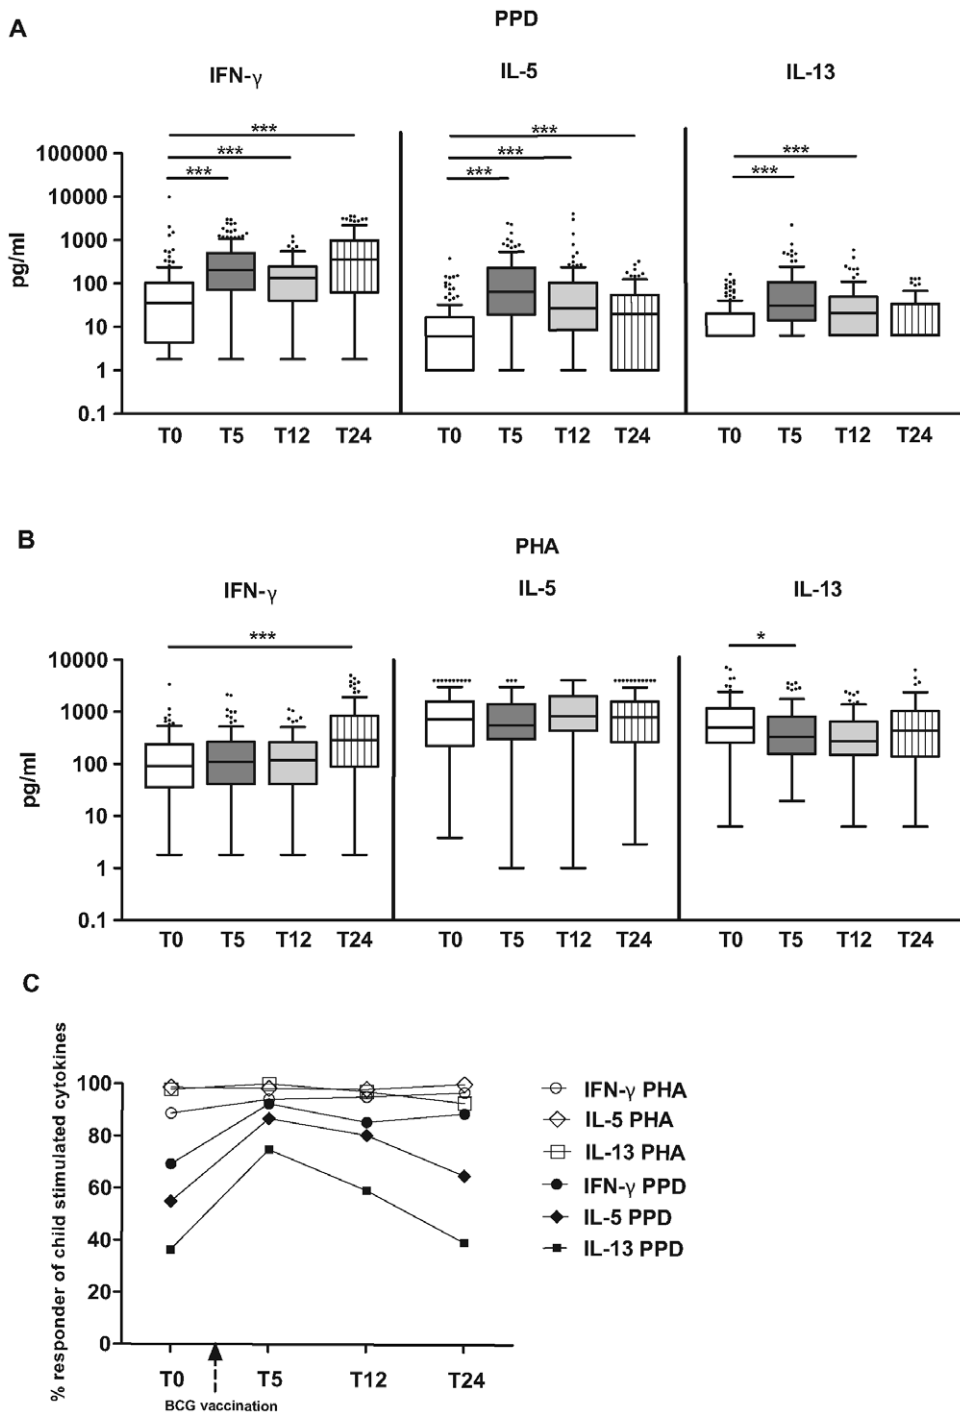 A
PPD
IFN-γ IL-5 IL-13
*** *** ***
*** *** ***
*** *** ***
pg/ml
100000
10000
1000
100
10
1
0.1
T0 T5 T12 T24 T0 T5 T12 T24 T0 T5 T12 T24
B
PHA
IFN-γ IL-5 IL-13
*** *
pg/ml
10000
1000
100
10
1
0.1
T0 T5 T12 T24 T0 T5 T12 T24 T0 T5 T12 T24
C
% responder of child stimulated cytokines
100
80
60
40
20
0
T0 T5 T12 T24
BCG vaccination
IFN-γ PHA
IL-5 PHA
IL-13 PHA
IFN-γ PPD
IL-5 PPD
IL-13 PPD